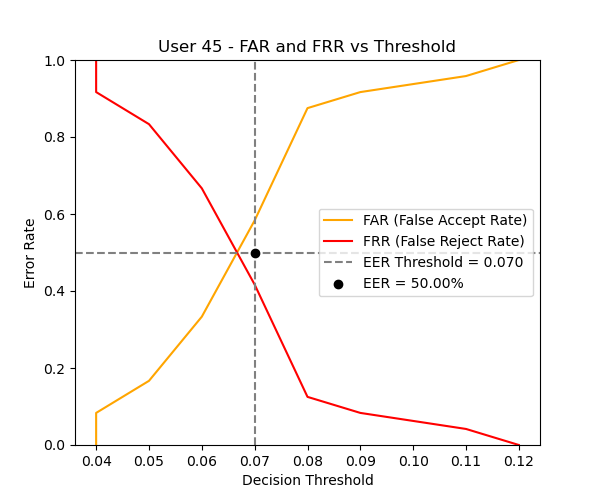 User 45 - FAR and FRR vs Threshold
1.0
0.8
0.6
0.4
0.2
0.0
Error Rate
FAR (False Accept Rate)
FRR (False Reject Rate)
EER Threshold = 0.070
EER = 50.00%
0.04 0.05 0.06 0.07 0.08 0.09 0.10 0.11 0.12
Decision Threshold